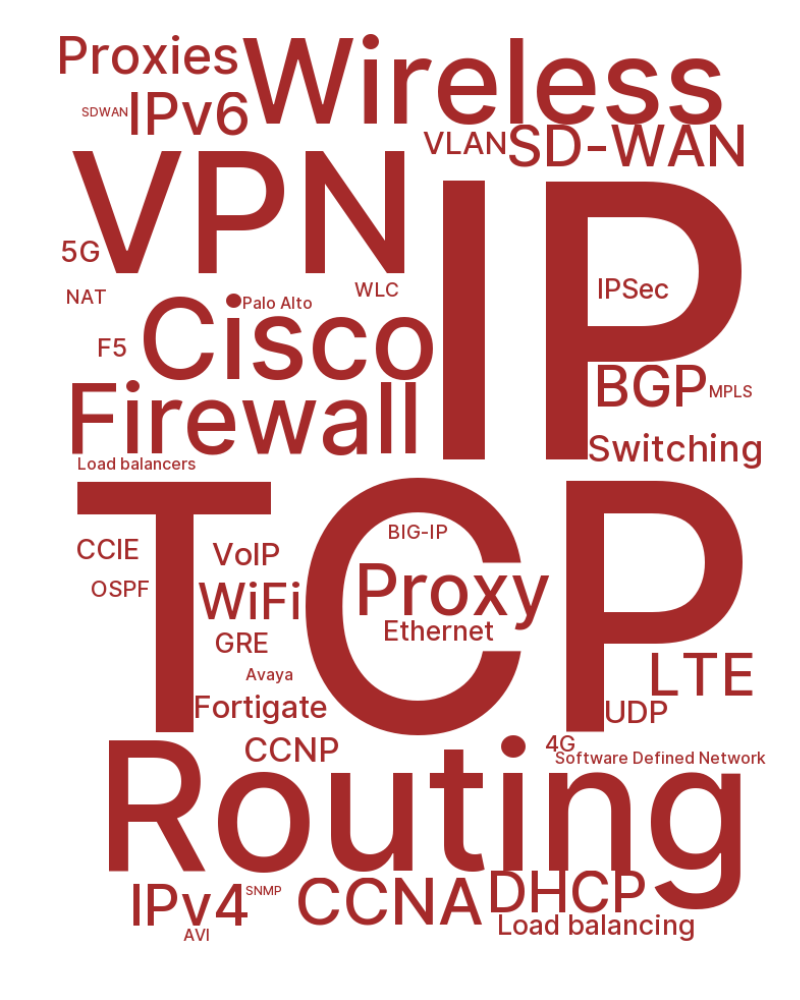 Proxies
Wireless
SDWAN
IPv6
VLAN
SD-WAN
VPN
IP
5G
NAT
WLC
IPSec
Palo Alto
Cisco
F5
Firewall
BGP
MPLS
Switching
Load balancers
TCP
BIG-IP
CCIE
VoIP
Proxy
OSPF
WiFi
Ethernet
GRE
Avaya
LTE
Fortigate
UDP
CCNP
4G
Software Defined Network
Routing
IPv4
SNMP
CCNA
DHCP
Load balancing
AVI